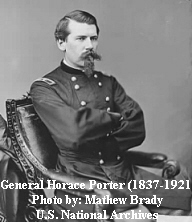 General Horace Porter (1837-1921
Photo by: Mathew Brady
U.S. National Archives